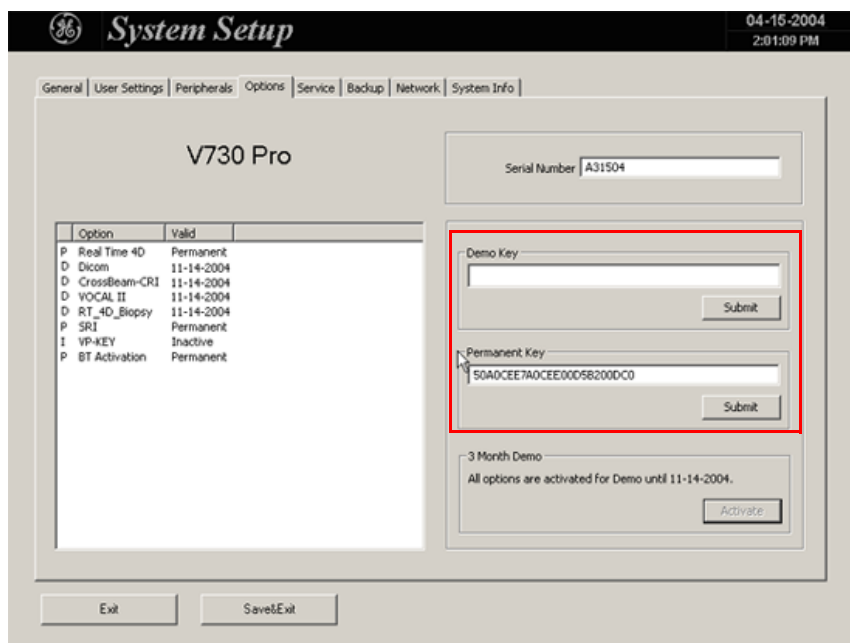 System Setup
04-15-2004
2:01:09 PM
General User Settings Peripherals Options Service Backup Network System Info
V730 Pro
Serial Number A31504
Option Valid
P Real Time 4D Permanent
D Dicom 11-14-2004
D CrossBeam-CRI 11-14-2004
D VOCAL II 11-14-2004
D RT_4D_Biopsy 11-14-2004
P SRI Permanent
I VP-KEY Inactive
P BT Activation Permanent
Demo Key
Submit
Permanent Key
50A0CEE7A0CEE00D5B200DC0
Submit
3 Month Demo
All options are activated for Demo until 11-14-2004.
Activate
Exit
Save&Exit